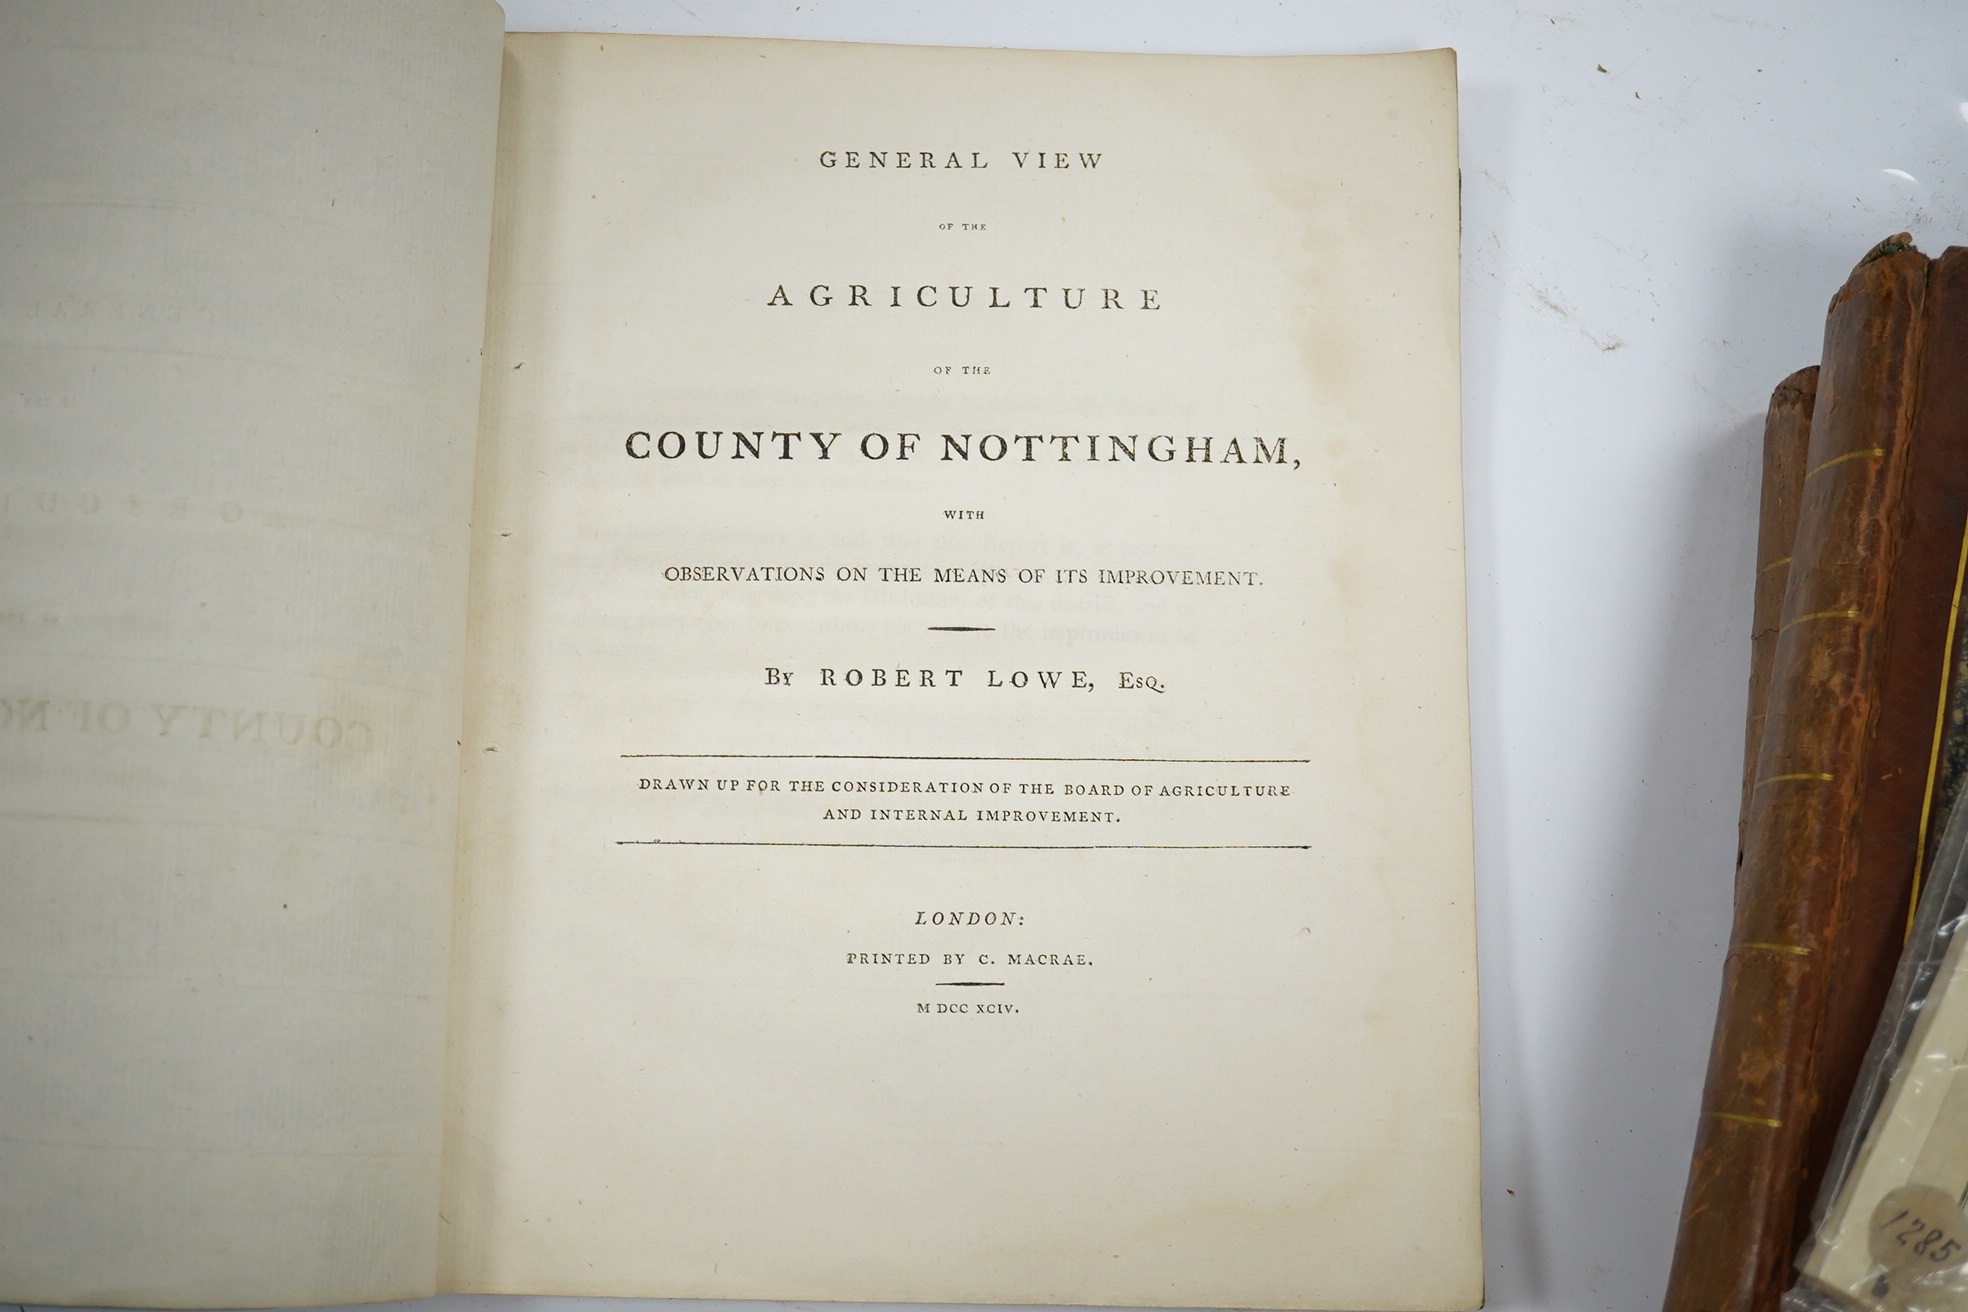 GENERAL VIEW
OF THE
AGRICULTURE
OF THE
COUNTY OF NOTTINGHAM,
WITH
OBSERVATIONS ON THE MEANS OF ITS IMPROVEMENT.
By ROBERT LOWE, Esq.
DRAWN UP FOR THE CONSIDERATION OF THE BOARD OF AGRICULTURE
AND INTERNAL IMPROVEMENT.
LONDON:
PRINTED BY C. MACRAE.
M DCC XCIV.
1285